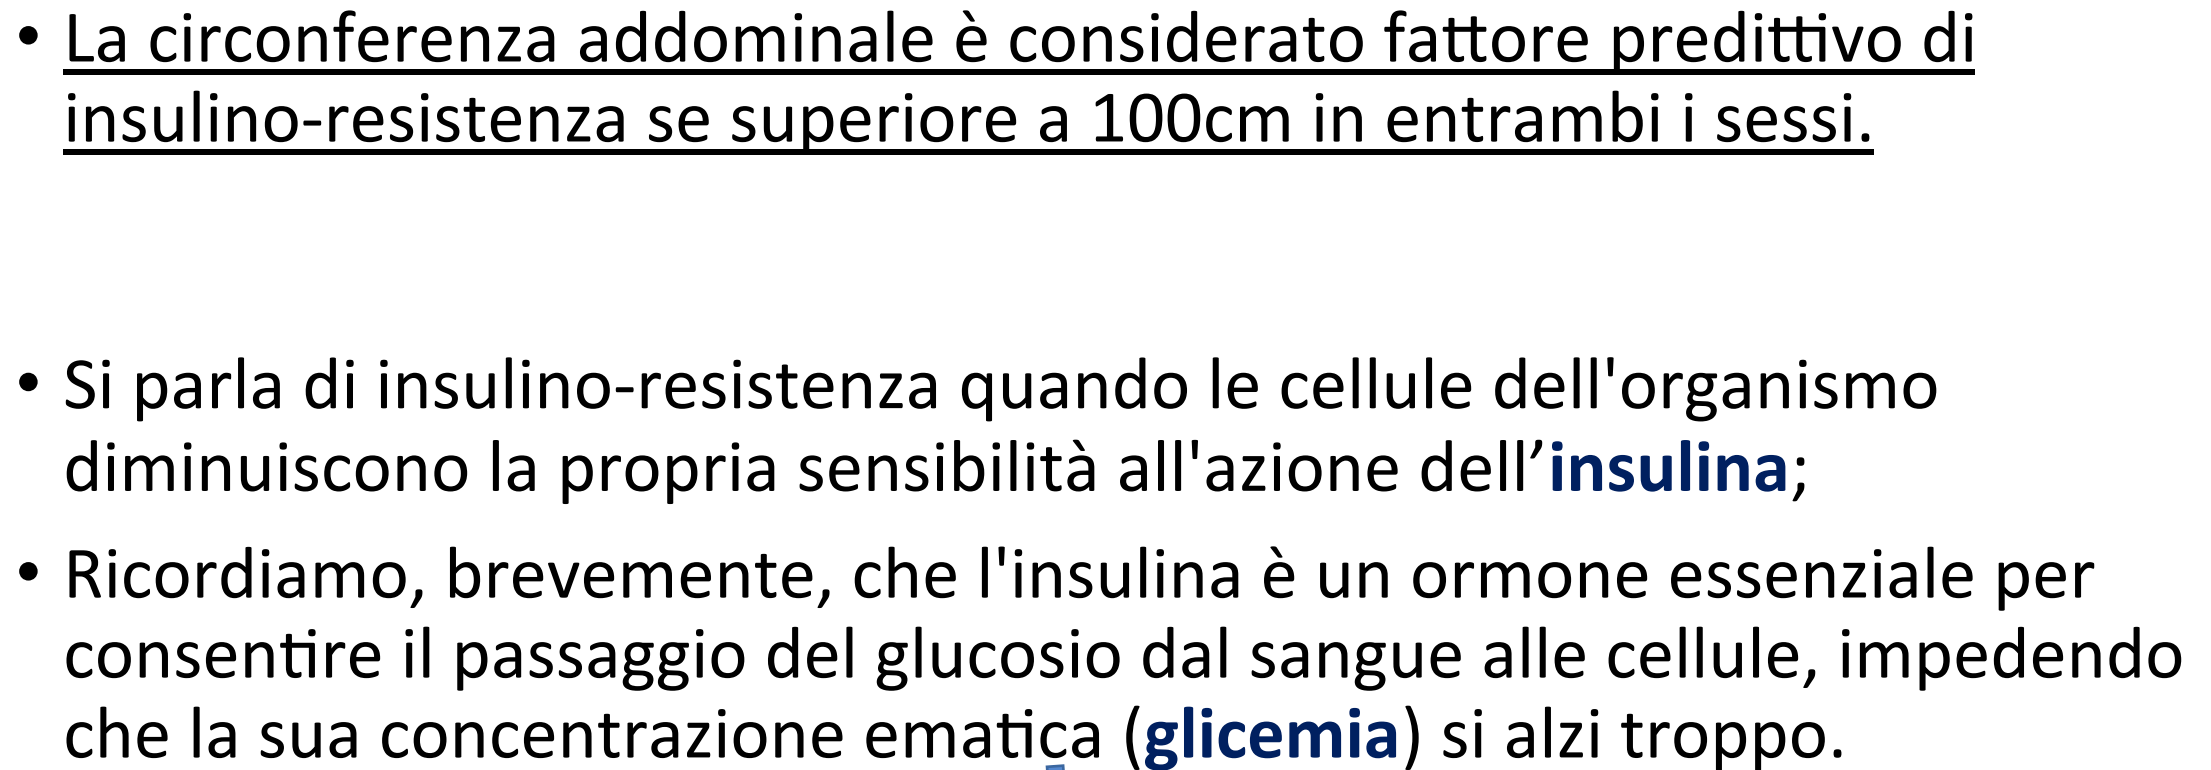 • La circonferenza addominale è considerato fattore predittivo di
insulino-resistenza se superiore a 100cm in entrambi i sessi.
• Si parla di insulino-resistenza quando le cellule dell'organismo
diminuiscono la propria sensibilità all'azione dell’insulina;
• Ricordiamo, brevemente, che l'insulina è un ormone essenziale per
consentire il passaggio del glucosio dal sangue alle cellule, impedendo
che la sua concentrazione ematica (glicemia) si alzi troppo.